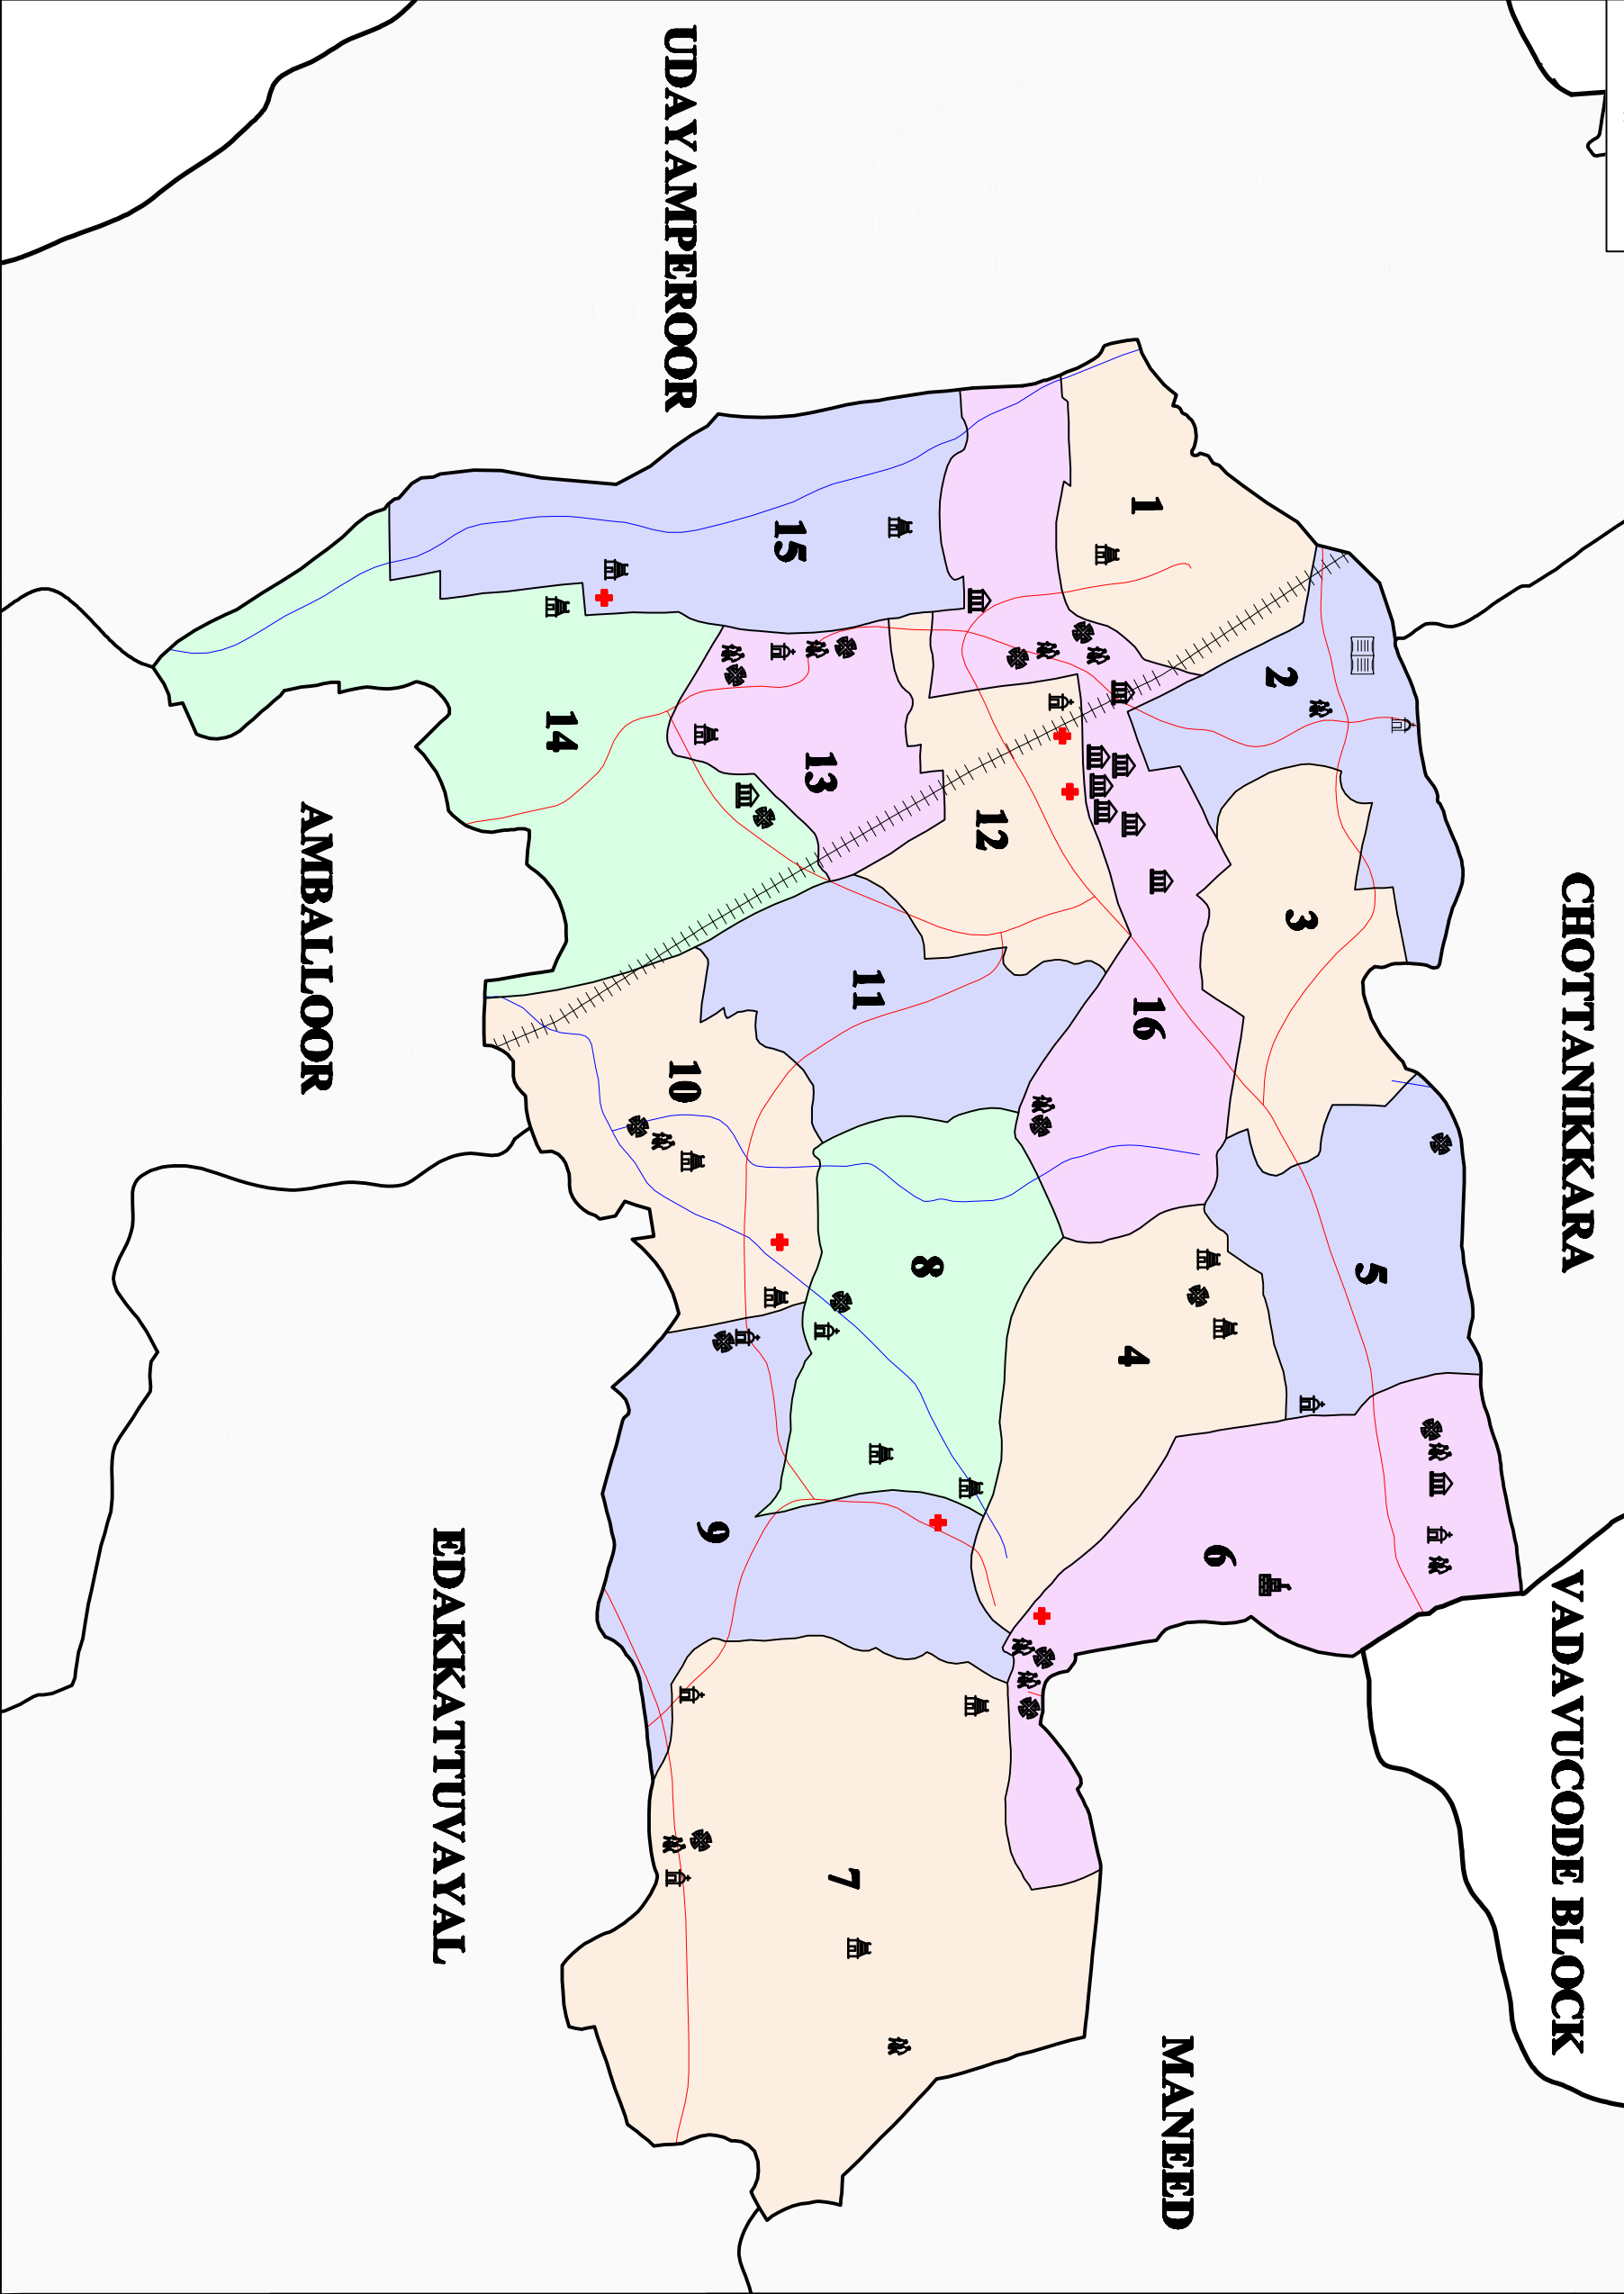 CHOTTANIKKARA
VADAVUCODE BLOCK
UDAYAMPEROOR
MANEED
AMBALLOOR
EDAKKATTUVAYAL
1
2
3
4
5
6
7
8
9
10
11
12
13
14
15
16